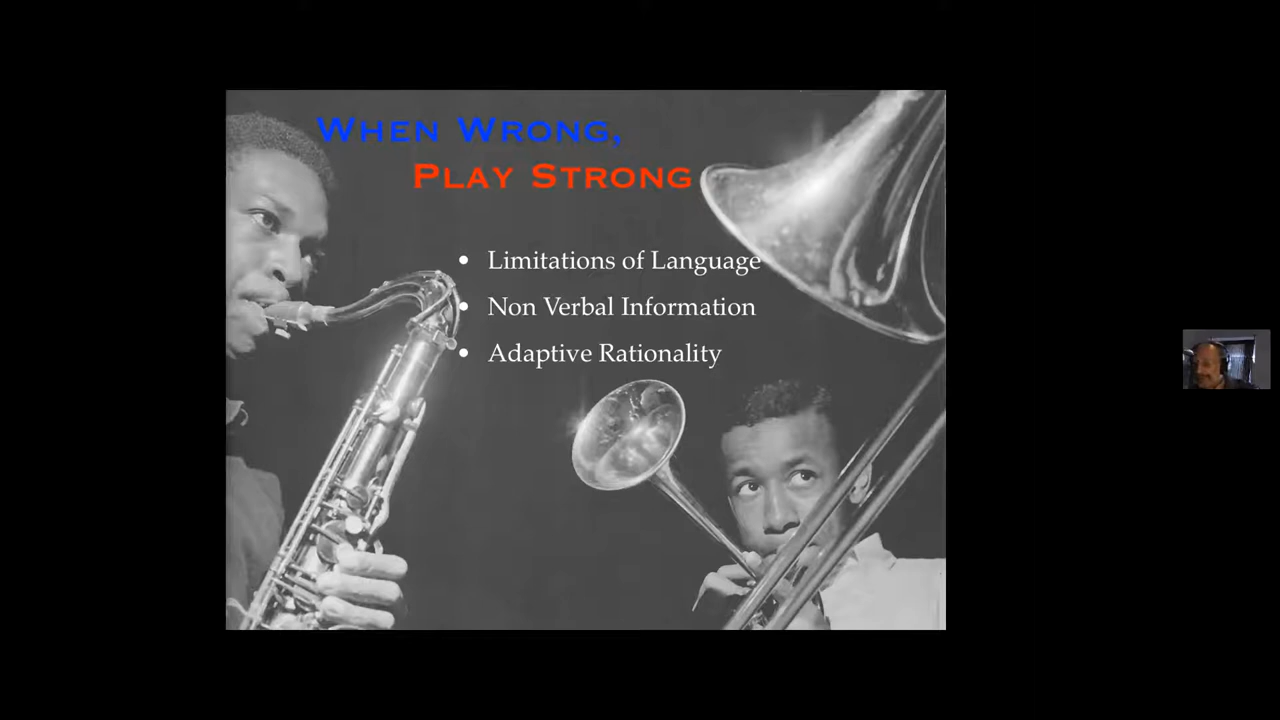 When Wrong,
Play Strong
• Limitations of Language
• Non Verbal Information
• Adaptive Rationality